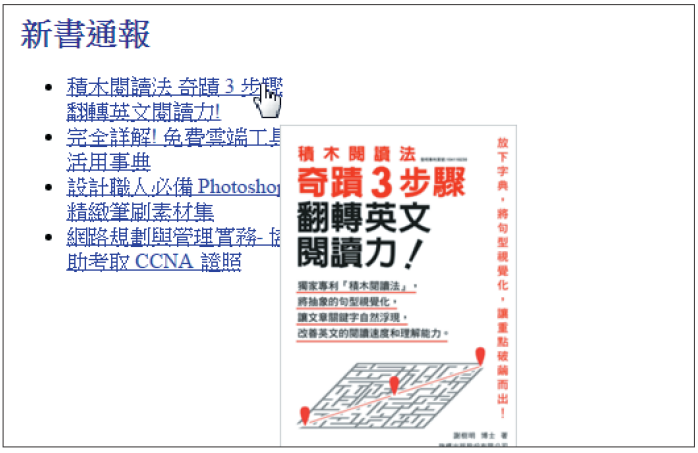 新書通報
積木閱讀法 奇蹟 3 步驟
翻轉英文閱讀力!
完全詳解! 免費雲端工具
活用事典
設計職人必備 Photoshop
精緻筆刷素材集
網路規劃與管理實務- 協
助考取 CCNA 證照
積木閱讀法
奇蹟3步驟
翻轉英文
閱讀力!
獨家專利「積木閱讀法」，
將抽象的句型視覺化，
讓文章關鍵字自然浮現，
改善英文的閱讀速度和理解能力。
放下字典，將句型視覺化，讓重點破繭而出！
謝樹明 博士 著